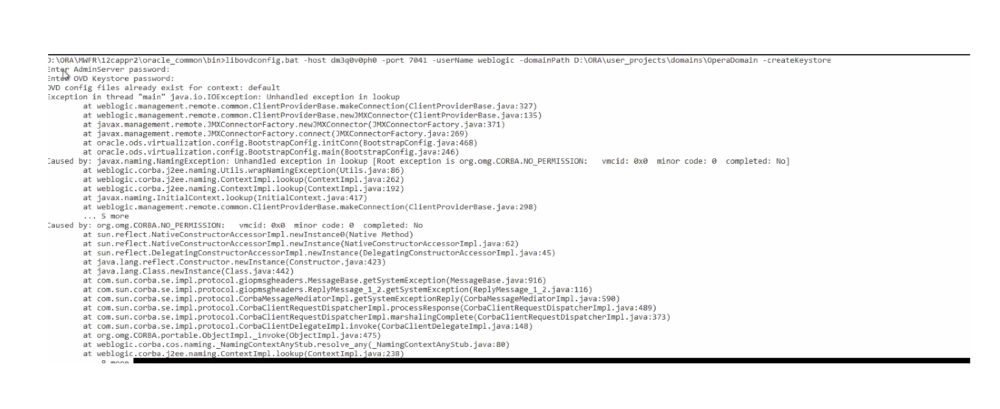 D:\ORA\MWFR\12cappr2\oracle_common\bin>libovdconfig.bat -host dm3q0v0ph0 -port 7041 -userName weblogic -domainPath D:\ORA\user_projects\domains\OperaDomain -createKeystore
Enter AdminServer password:
Enter OVD Keystore password:
OVD config files already exist for context: default
Exception in thread "main" java.io.IOException: Unhandled exception in lookup
at weblogic.management.remote.common.ClientProviderBase.makeConnection(ClientProviderBase.java:327)
at weblogic.management.remote.common.ClientProviderBase.newJMXConnector(ClientProviderBase.java:135)
at javax.management.remote.JMXConnectorFactory.newJMXConnector(JMXConnectorFactory.java:371)
at javax.management.remote.JMXConnectorFactory.connect(JMXConnectorFactory.java:269)
at oracle.ods.virtualization.config.BootstrapConfig.initConn(BootstrapConfig.java:468)
at oracle.ods.virtualization.config.BootstrapConfig.main(BootstrapConfig.java:246)
Caused by: javax.naming.NamingException: Unhandled exception in lookup [Root exception is org.omg.CORBA.NO_PERMISSION:   vmcid: 0x0  minor code: 0  completed: No]
at weblogic.corba.j2ee.naming.Utils.wrapNamingException(Utils.java:86)
at weblogic.corba.j2ee.naming.ContextImpl.lookup(ContextImpl.java:262)
at weblogic.corba.j2ee.naming.ContextImpl.lookup(ContextImpl.java:192)
at javax.naming.InitialContext.lookup(InitialContext.java:417)
at weblogic.management.remote.common.ClientProviderBase.makeConnection(ClientProviderBase.java:298)
... 5 more
Caused by: org.omg.CORBA.NO_PERMISSION:   vmcid: 0x0  minor code: 0  completed: No
at sun.reflect.NativeConstructorAccessorImpl.newInstance0(Native Method)
at sun.reflect.NativeConstructorAccessorImpl.newInstance(NativeConstructorAccessorImpl.java:62)
at sun.reflect.DelegatingConstructorAccessorImpl.newInstance(DelegatingConstructorAccessorImpl.java:45)
at java.lang.reflect.Constructor.newInstance(Constructor.java:423)
at java.lang.Class.newInstance(Class.java:442)
at com.sun.corba.se.impl.protocol.giopmsgheaders.MessageBase.getSystemException(MessageBase.java:916)
at com.sun.corba.se.impl.protocol.giopmsgheaders.ReplyMessage_1_2.getSystemException(ReplyMessage_1_2.java:116)
at com.sun.corba.se.impl.protocol.CorbaMessageMediatorImpl.getSystemExceptionReply(CorbaMessageMediatorImpl.java:590)
at com.sun.corba.se.impl.protocol.CorbaClientRequestDispatcherImpl.processResponse(CorbaClientRequestDispatcherImpl.java:489)
at com.sun.corba.se.impl.protocol.CorbaClientRequestDispatcherImpl.marshalingComplete(CorbaClientRequestDispatcherImpl.java:373)
at com.sun.corba.se.impl.protocol.CorbaClientDelegateImpl.invoke(CorbaClientDelegateImpl.java:148)
at org.omg.CORBA.portable.ObjectImpl._invoke(ObjectImpl.java:475)
at weblogic.corba.cos.naming._NamingContextAnyStub.resolve_any(_NamingContextAnyStub.java:80)
at weblogic.corba.j2ee.naming.ContextImpl.lookup(ContextImpl.java:238)
8 more